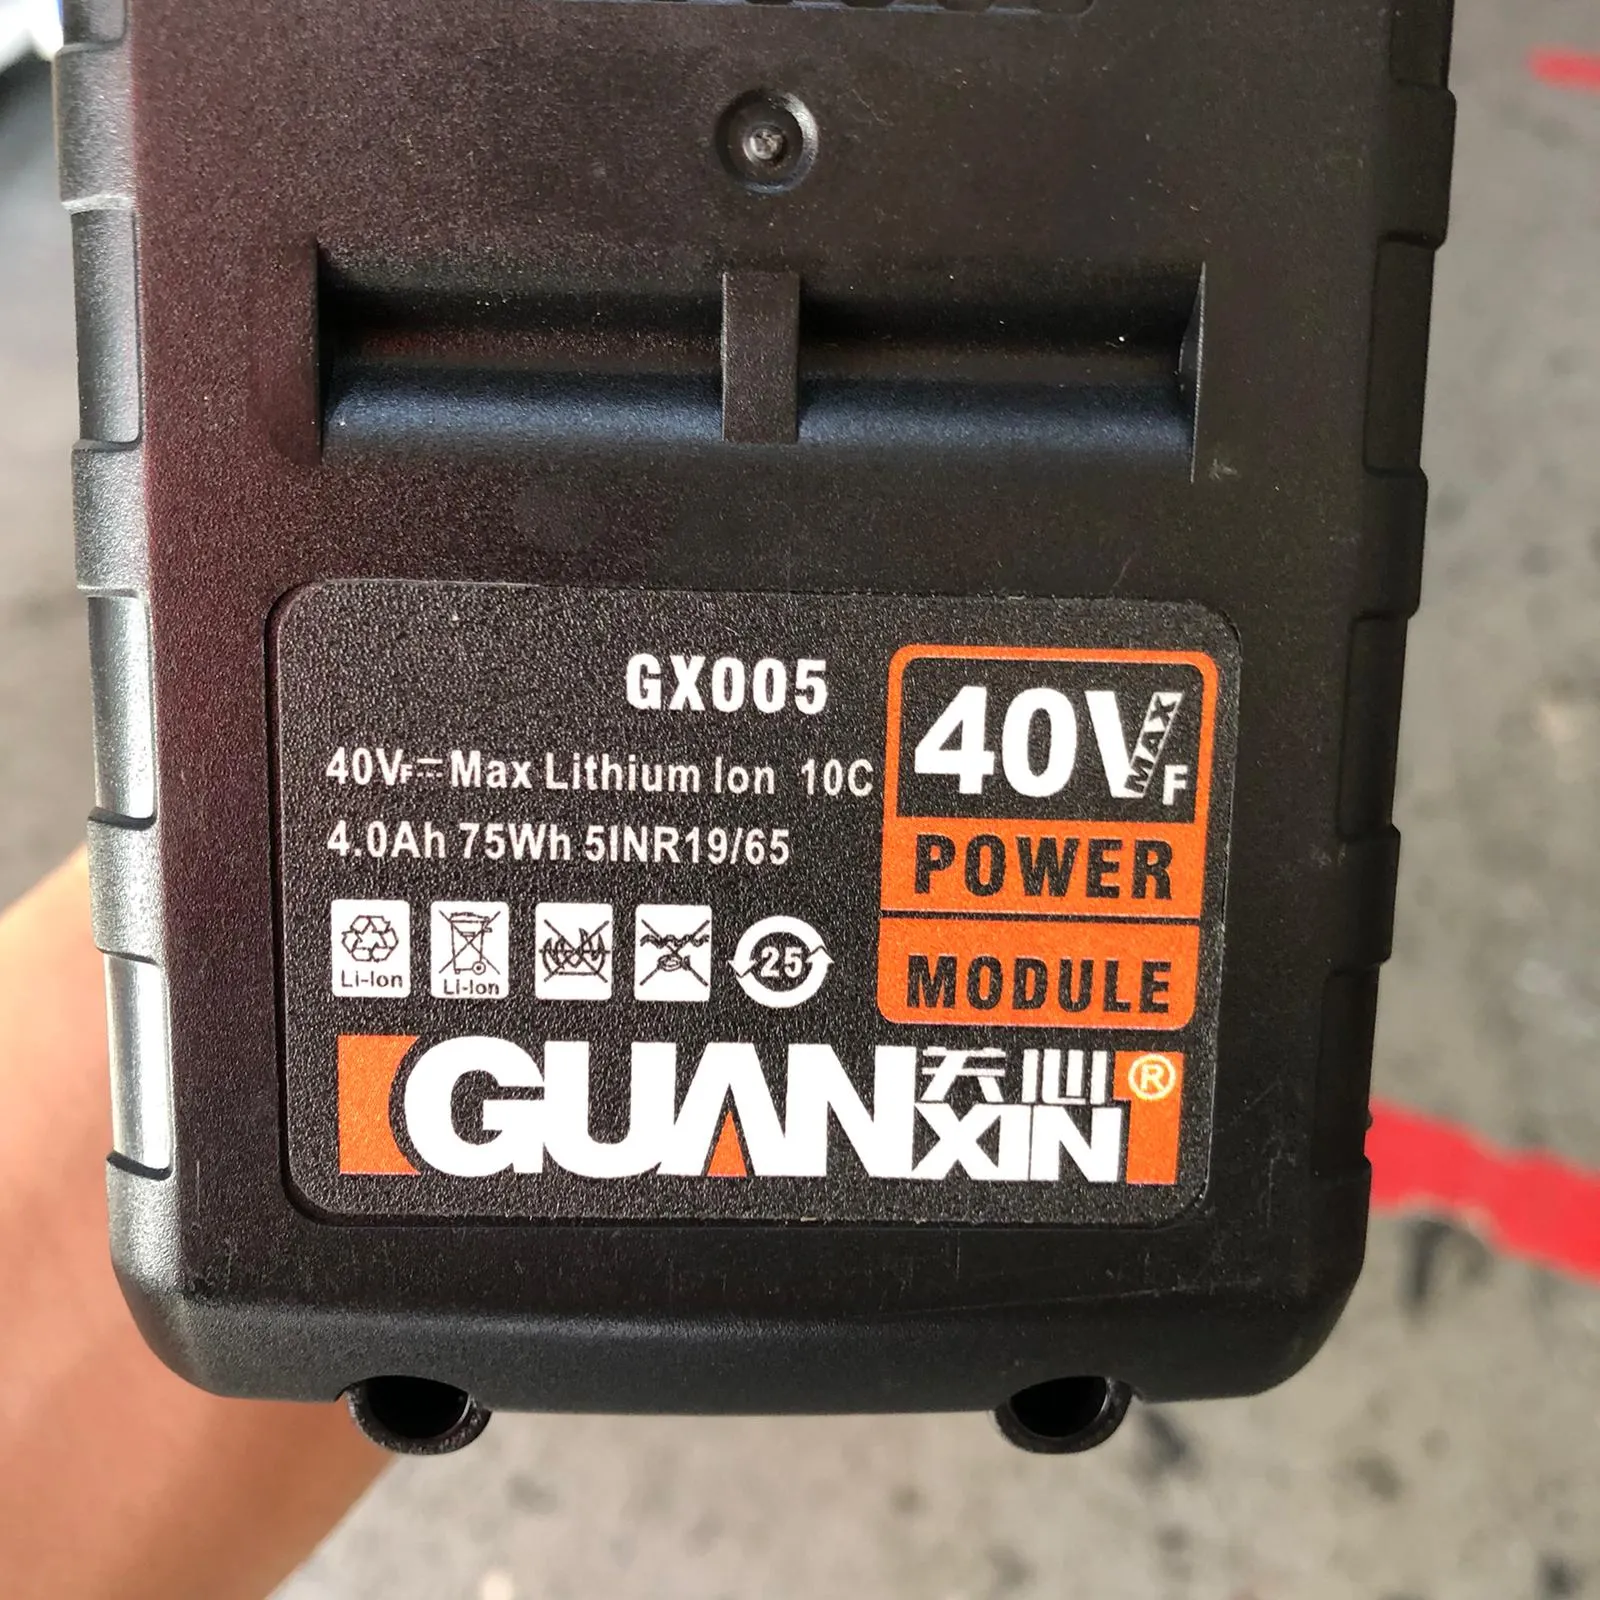 GX005
40VF⎓Max Lithium Ion 10C
4.0Ah 75Wh 5INR19/65
Li-Ion
Li-Ion
25
40V MAX F
POWER
MODULE
GUANXIN 关心 ®